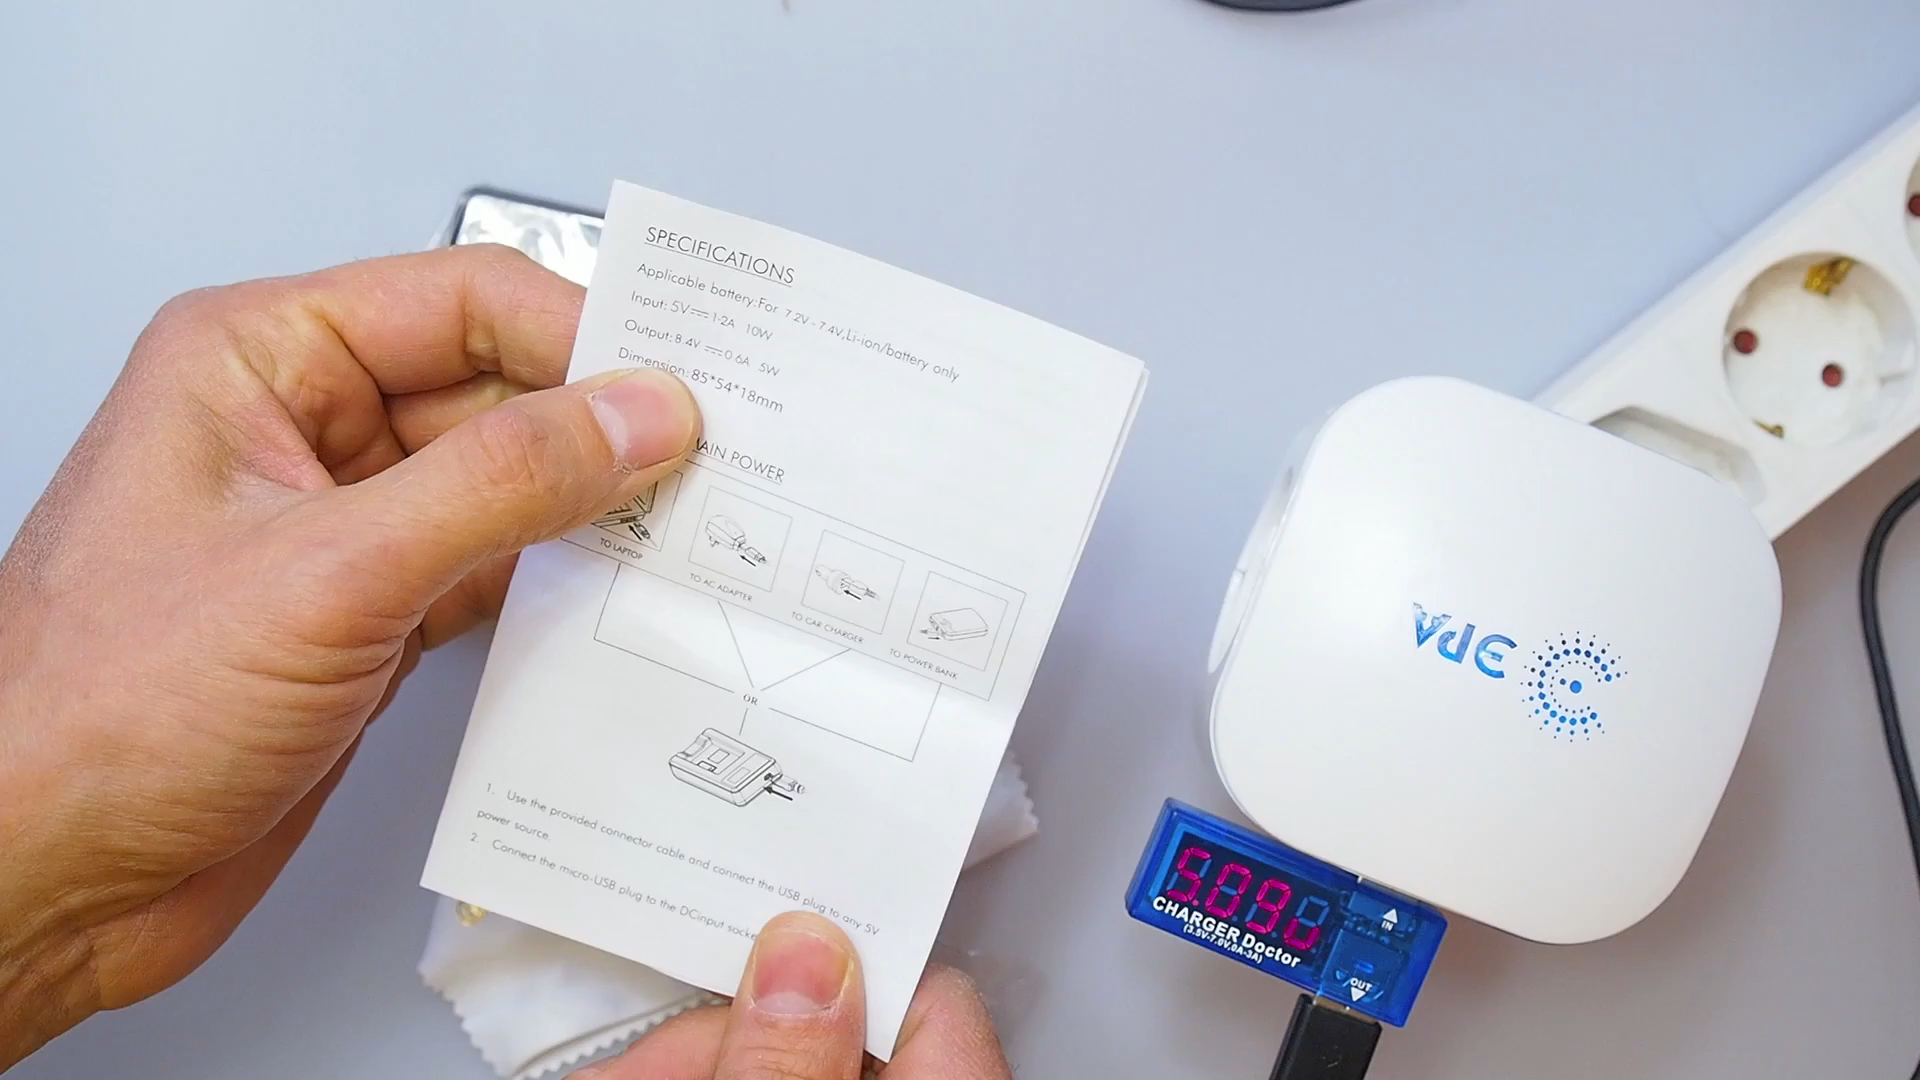 SPECIFICATIONS
Applicable battery:For 7.2V-7.4V,Li-ion/battery only
Input: 5V⎓1-2A 10W
Output: 8.4V⎓0.6A 5W
Dimension: 85*54*18mm
MAIN POWER
TO LAPTOP
TO AC ADAPTER
TO CAR CHARGER
TO POWER BANK
OR
1. Use the provided connector cable and connect the USB plug to any 5V
power source.
2. Connect the micro-USB plug to the DCinput
5.09u
CHARGER Doctor
(3.5V-7.0V,0A-3A)
IN
OUT